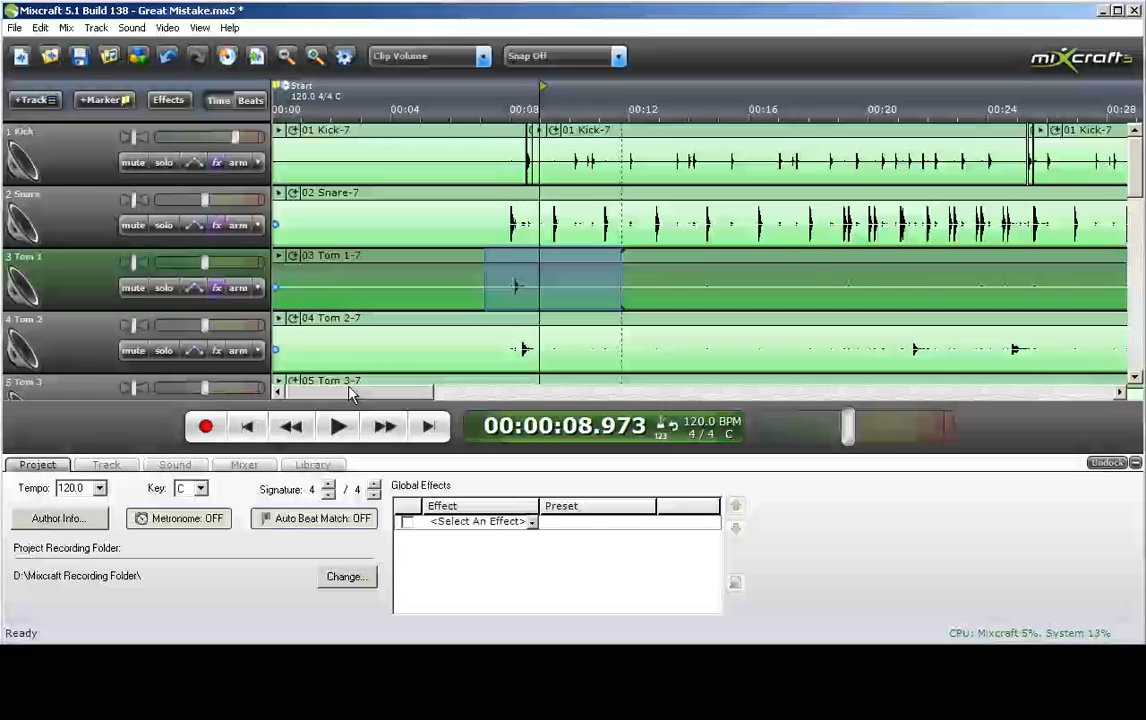 Mixcraft 5.1 Build 138 - Great Mistake.mx5 *
File Edit Mix Track Sound Video View Help
Clip Volume Snap Off mixcraft5
+Track +Marker Effects Time Beats
Start
120.0 4/4 C
00:00 00:04 00:08 00:12 00:16 00:20 00:24 00:28
1 Kick
mute solo fx arm
01 Kick-7 01 Kick-7 01 Kick-7
2 Snare
mute solo fx arm
02 Snare-7
3 Tom 1
mute solo fx arm
03 Tom 1-7
4 Tom 2
mute solo fx arm
04 Tom 2-7
5 Tom 3
05 Tom 3-7
00:00:08.973 123 120.0 BPM
4 / 4 C
Project Track Sound Mixer Library Undock
Tempo: 120.0 Key: C Signature: 4 / 4
Author Info... Metronome: OFF Auto Beat Match: OFF
Project Recording Folder:
D:\Mixcraft Recording Folder\ Change...
Global Effects
Effect Preset
<Select An Effect>
Ready CPU: Mixcraft 5%, System 13%